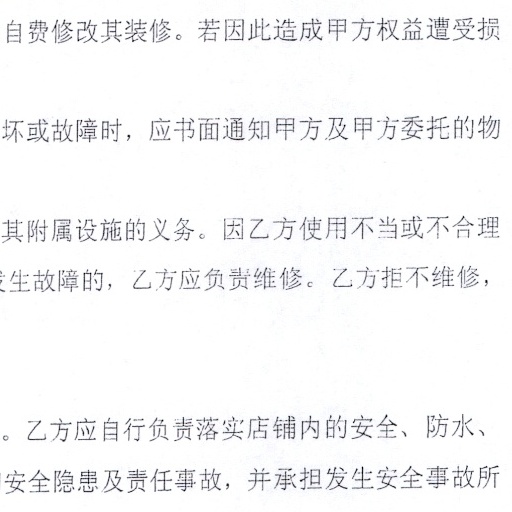 自费修改其装修。若因此造成甲方权益遭受损
坏或故障时，应书面通知甲方及甲方委托的物
其附属设施的义务。因乙方使用不当或不合理
发生故障的，乙方应负责维修。乙方拒不维修，
。乙方应自行负责落实店铺内的安全、防水、
安全隐患及责任事故，并承担发生安全事故所